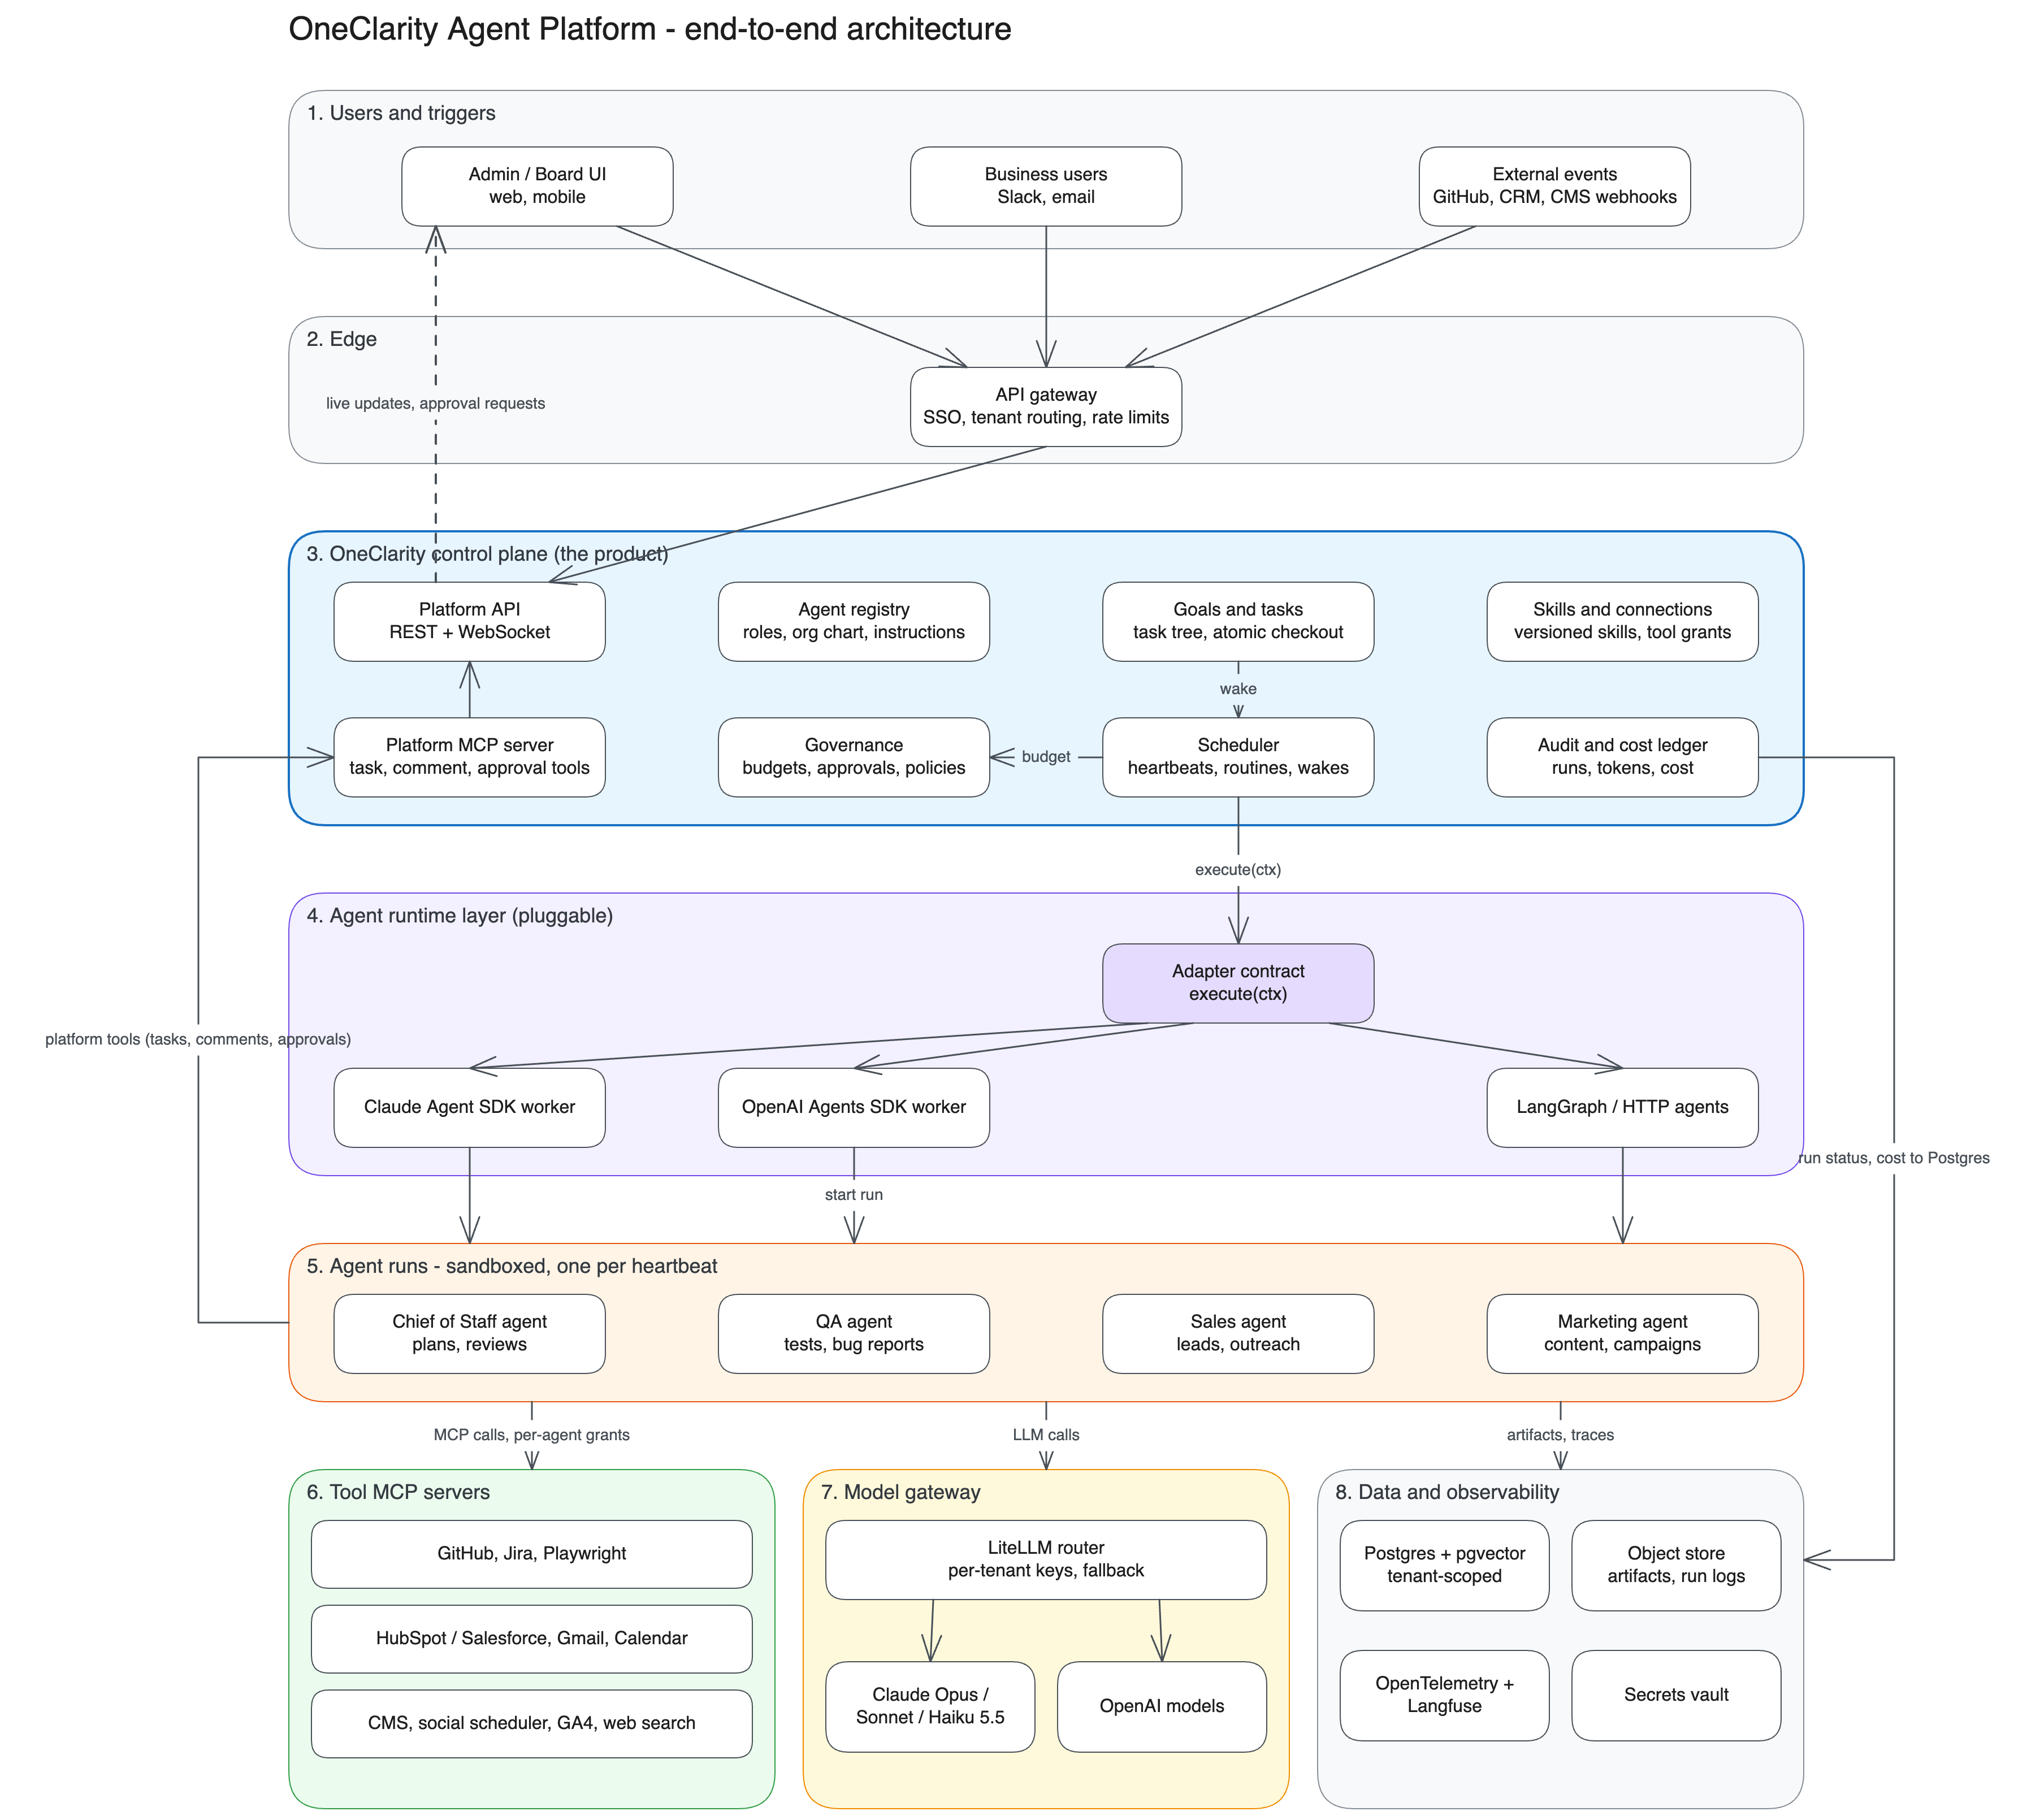 OneClarity Agent Platform - end-to-end architecture
1. Users and triggers
Admin / Board UI
web, mobile
Business users
Slack, email
External events
GitHub, CRM, CMS webhooks
2. Edge
live updates, approval requests
API gateway
SSO, tenant routing, rate limits
3. OneClarity control plane (the product)
Platform API
REST + WebSocket
Agent registry
roles, org chart, instructions
Goals and tasks
task tree, atomic checkout
Skills and connections
versioned skills, tool grants
wake
Platform MCP server
task, comment, approval tools
Governance
budgets, approvals, policies
budget
Scheduler
heartbeats, routines, wakes
Audit and cost ledger
runs, tokens, cost
execute(ctx)
4. Agent runtime layer (pluggable)
Adapter contract
execute(ctx)
platform tools (tasks, comments, approvals)
Claude Agent SDK worker
OpenAI Agents SDK worker
LangGraph / HTTP agents
run status, cost to Postgres
start run
5. Agent runs - sandboxed, one per heartbeat
Chief of Staff agent
plans, reviews
QA agent
tests, bug reports
Sales agent
leads, outreach
Marketing agent
content, campaigns
MCP calls, per-agent grants
LLM calls
artifacts, traces
6. Tool MCP servers
GitHub, Jira, Playwright
HubSpot / Salesforce, Gmail, Calendar
CMS, social scheduler, GA4, web search
7. Model gateway
LiteLLM router
per-tenant keys, fallback
Claude Opus /
Sonnet / Haiku 5.5
OpenAI models
8. Data and observability
Postgres + pgvector
tenant-scoped
Object store
artifacts, run logs
OpenTelemetry +
Langfuse
Secrets vault